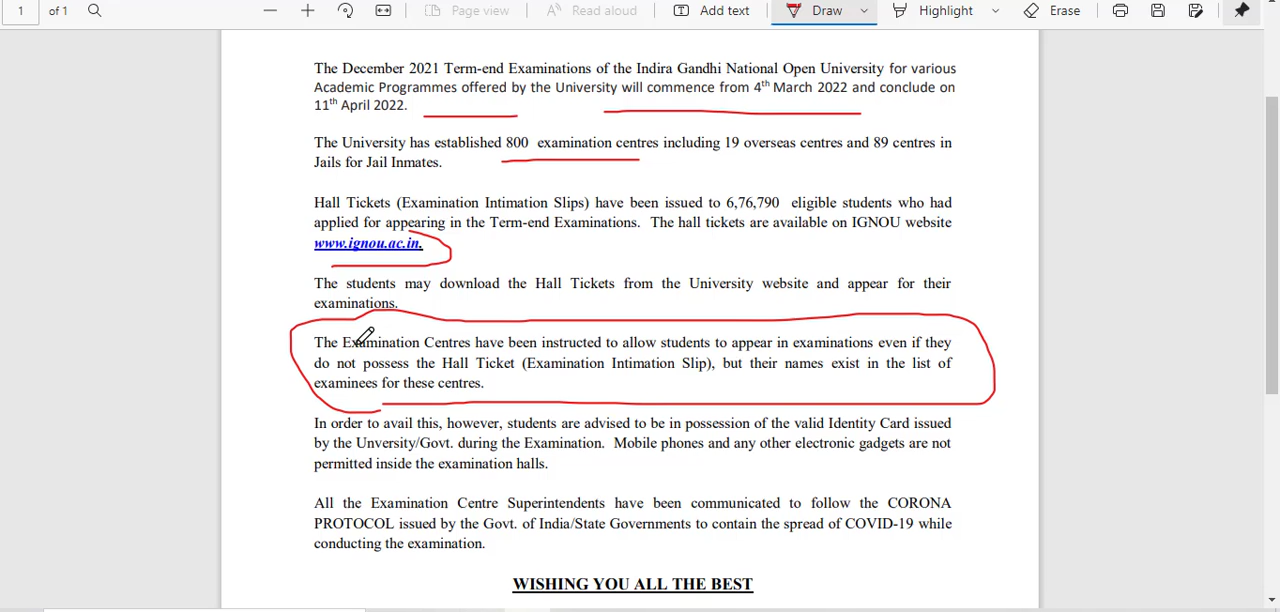 1 of 1 Page view Read aloud Add text Draw Highlight Erase
The December 2021 Term-end Examinations of the Indira Gandhi National Open University for various
Academic Programmes offered by the University will commence from 4th March 2022 and conclude on
11th April 2022.
The University has established 800 examination centres including 19 overseas centres and 89 centres in
Jails for Jail Inmates.
Hall Tickets (Examination Intimation Slips) have been issued to 6,76,790 eligible students who had
applied for appearing in the Term-end Examinations. The hall tickets are available on IGNOU website
www.ignou.ac.in.
The students may download the Hall Tickets from the University website and appear for their
examinations.
The Examination Centres have been instructed to allow students to appear in examinations even if they
do not possess the Hall Ticket (Examination Intimation Slip), but their names exist in the list of
examinees for these centres.
In order to avail this, however, students are advised to be in possession of the valid Identity Card issued
by the Unversity/Govt. during the Examination. Mobile phones and any other electronic gadgets are not
permitted inside the examination halls.
All the Examination Centre Superintendents have been communicated to follow the CORONA
PROTOCOL issued by the Govt. of India/State Governments to contain the spread of COVID-19 while
conducting the examination.
WISHING YOU ALL THE BEST